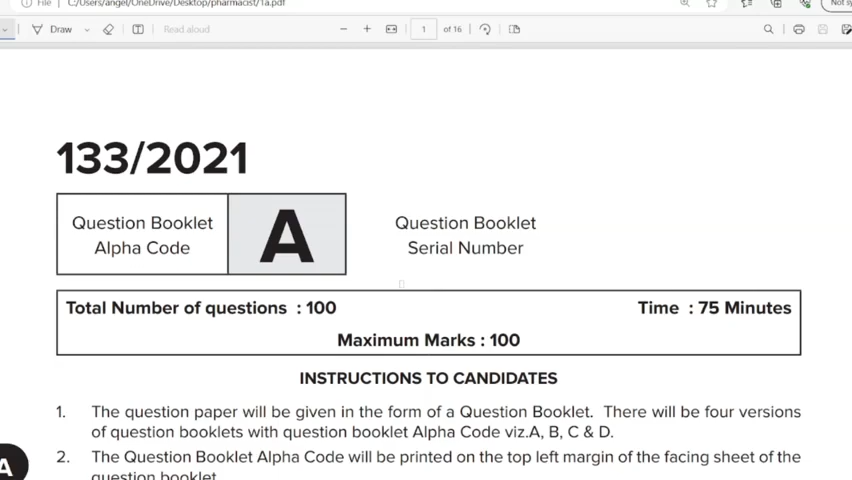 File C:/Users/angel/OneDrive/Desktop/pharmacist/1a.pdf
Draw Read aloud 1 of 16
133/2021
Question Booklet
Alpha Code
A
Question Booklet
Serial Number
Total Number of questions : 100 Time : 75 Minutes
Maximum Marks : 100
INSTRUCTIONS TO CANDIDATES
1. The question paper will be given in the form of a Question Booklet. There will be four versions
of question booklets with question booklet Alpha Code viz.A, B, C & D.
2. The Question Booklet Alpha Code will be printed on the top left margin of the facing sheet of the
question booklet.
A